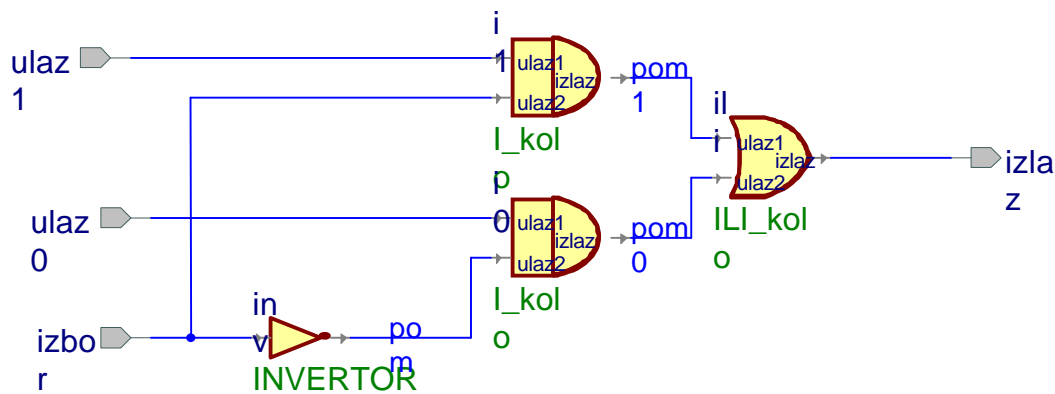 i
1
ulaz
1
ulaz1
izlaz
ulaz2
pom
1
I_kol
o
ili
ulaz1
izlaz
ulaz2
ILI_kol
o
izla
z
i
0
ulaz
0
ulaz1
izlaz
ulaz2
pom
0
I_kol
o
izbo
r
in
v
INVERTOR
po
m